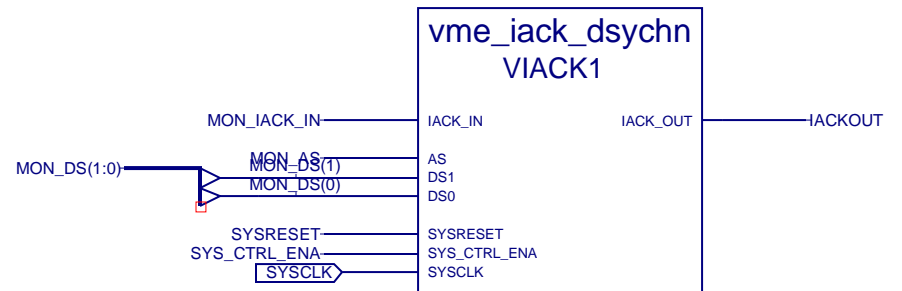 vme_iack_dsychn
VIACK1
MON_IACK_IN
IACK_IN
IACK_OUT
IACKOUT
MON_AS
AS
MON_DS(1:0)
MON_DS(1)
DS1
MON_DS(0)
DS0
SYSRESET
SYSRESET
SYS_CTRL_ENA
SYS_CTRL_ENA
SYSCLK
SYSCLK